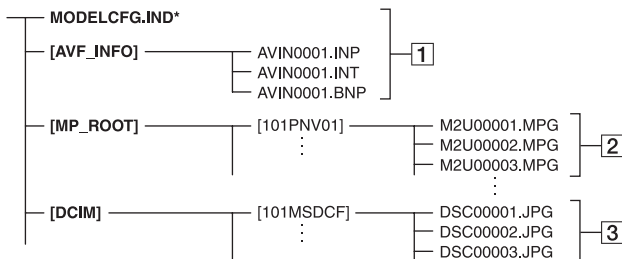 MODELCFG.IND*
[AVF_INFO] AVIN0001.INP
AVIN0001.INT
AVIN0001.BNP
1
[MP_ROOT] [101PNV01] M2U00001.MPG
M2U00002.MPG
M2U00003.MPG
2
[DCIM] [101MSDCF] DSC00001.JPG
DSC00002.JPG
DSC00003.JPG
3